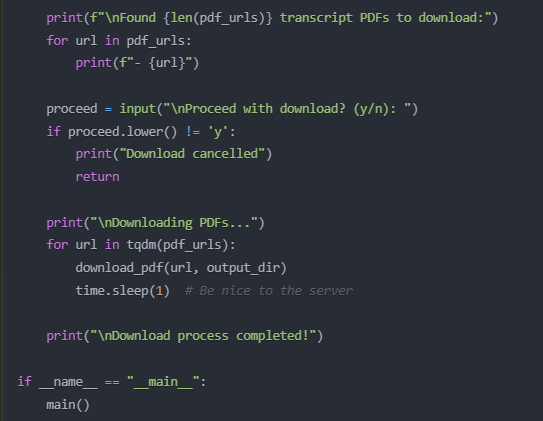 print(f"\nFound {len(pdf_urls)} transcript PDFs to download:")
    for url in pdf_urls:
        print(f"- {url}")

    proceed = input("\nProceed with download? (y/n): ")
    if proceed.lower() != 'y':
        print("Download cancelled")
        return

    print("\nDownloading PDFs...")
    for url in tqdm(pdf_urls):
        download_pdf(url, output_dir)
        time.sleep(1)  # Be nice to the server

    print("\nDownload process completed!")

if __name__ == "__main__":
    main()